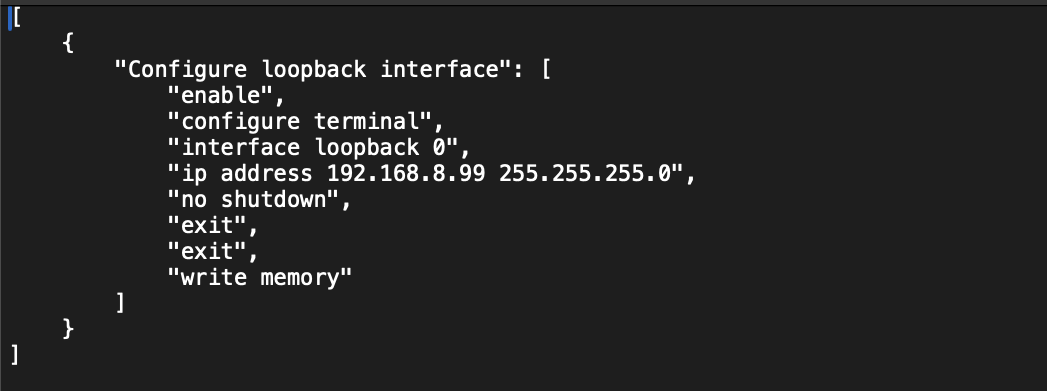 [
    {
        "Configure loopback interface": [
            "enable",
            "configure terminal",
            "interface loopback 0",
            "ip address 192.168.8.99 255.255.255.0",
            "no shutdown",
            "exit",
            "exit",
            "write memory"
        ]
    }
]